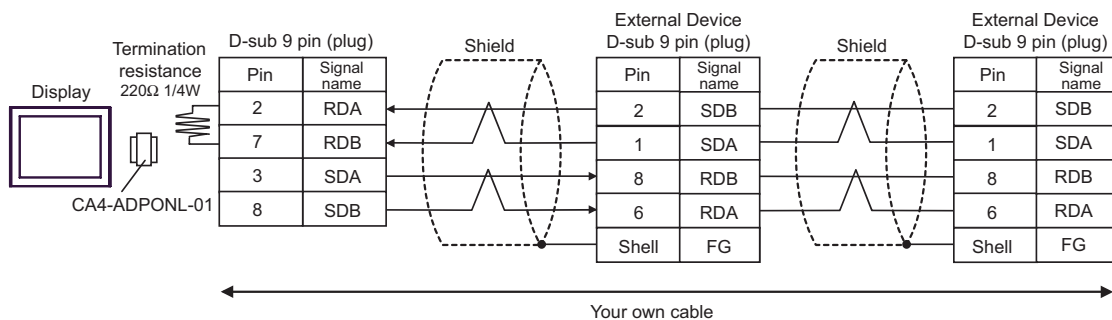 Display
CA4-ADPONL-01
Termination
resistance
220Ω 1/4W
D-sub 9 pin (plug)
Pin Signal name
2 RDA
7 RDB
3 SDA
8 SDB
Shield
External Device
D-sub 9 pin (plug)
Pin Signal name
2 SDB
1 SDA
8 RDB
6 RDA
Shell FG
Shield
External Device
D-sub 9 pin (plug)
Pin Signal name
2 SDB
1 SDA
8 RDB
6 RDA
Shell FG
Your own cable